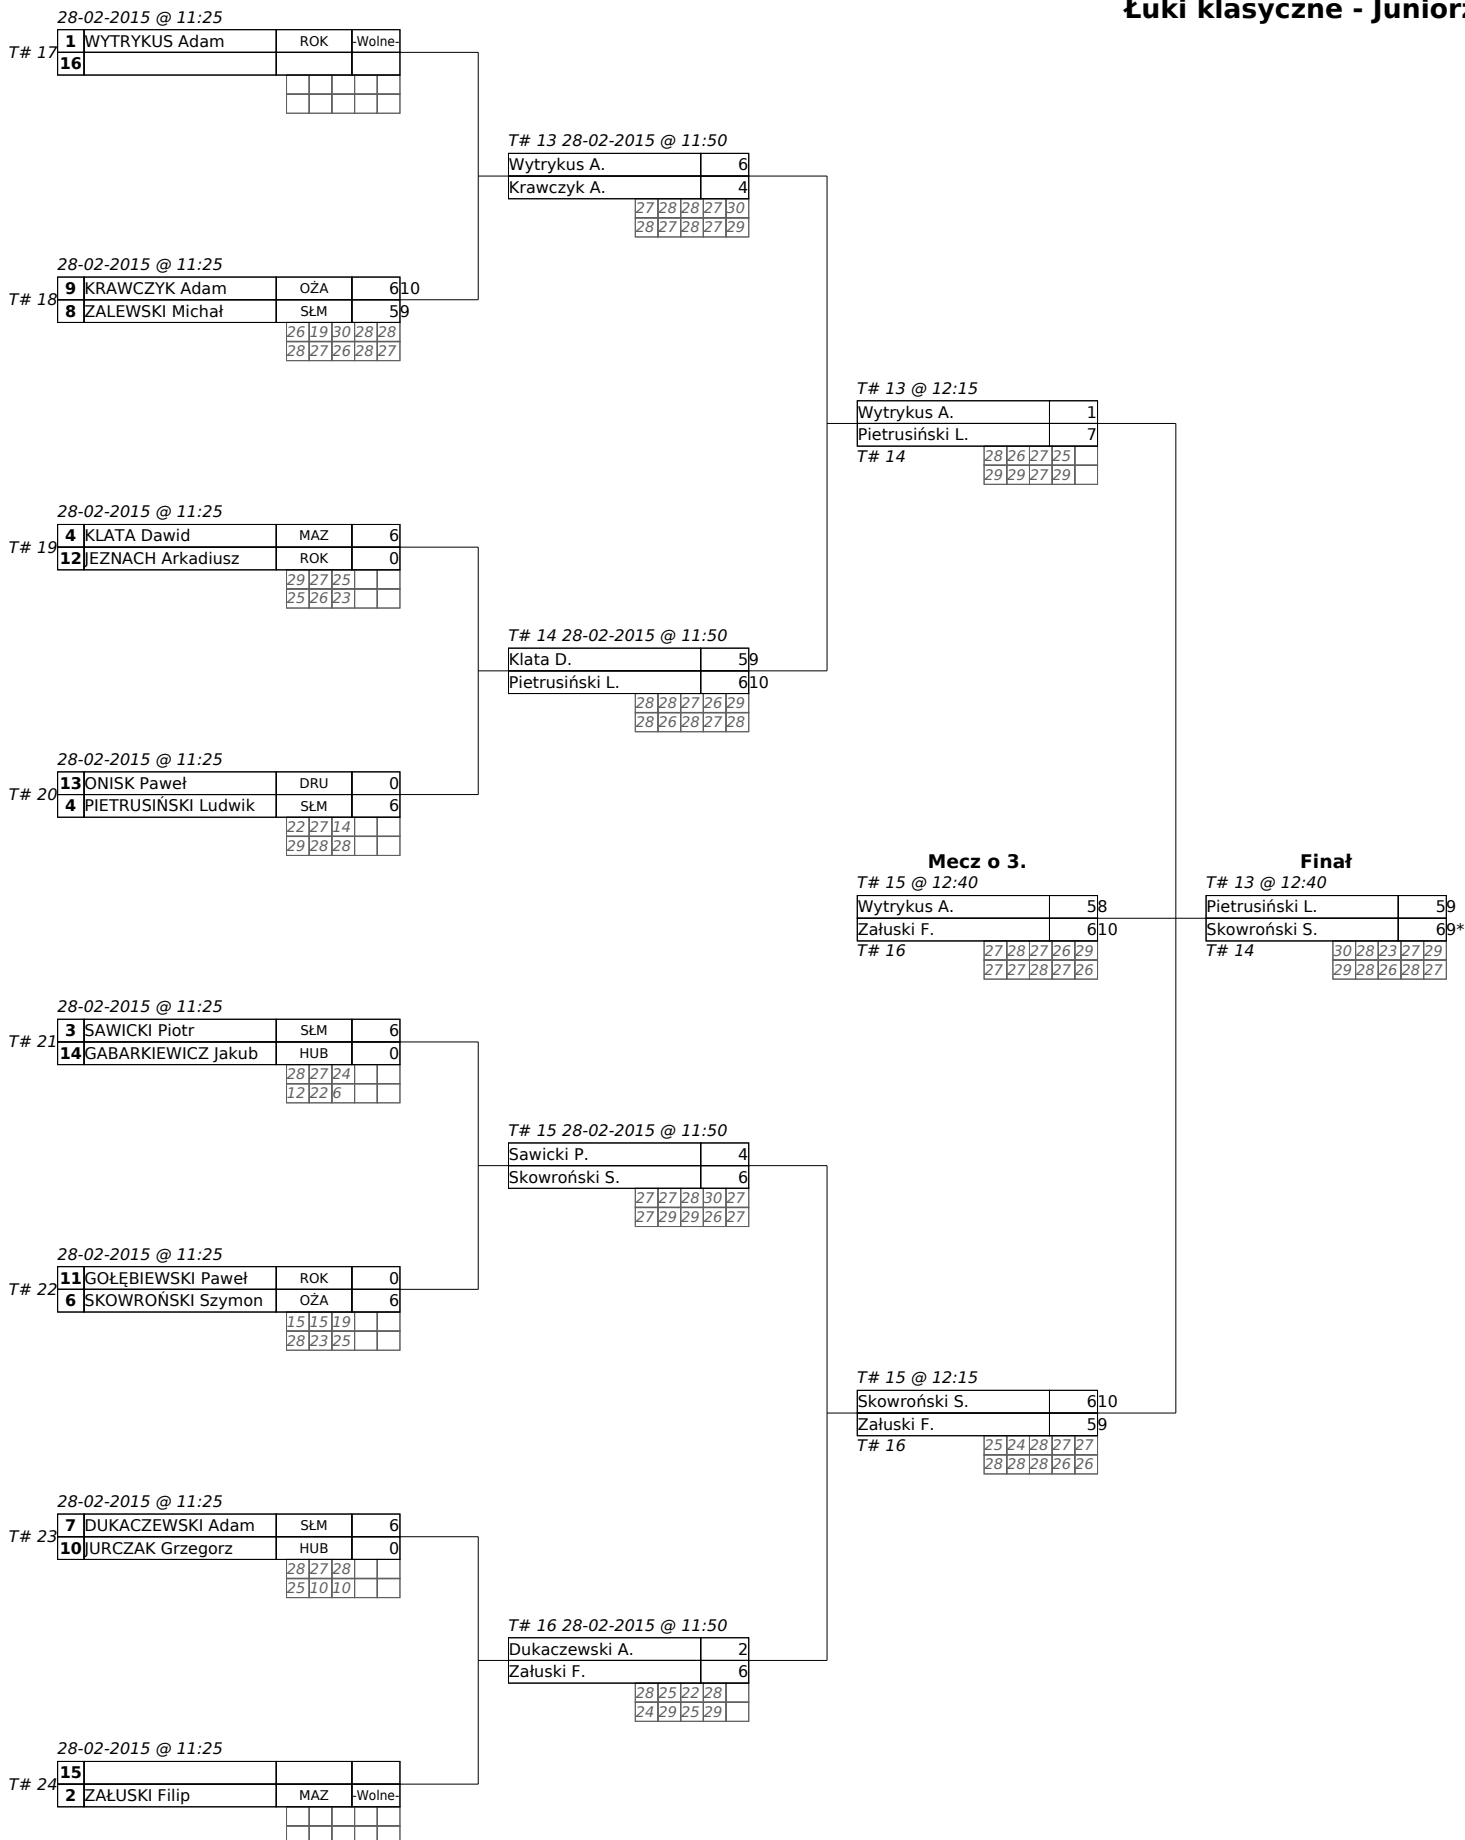 Łuki klasyczne - Juniorz
28-02-2015 @ 11:25
T# 17
1 WYTRYKUS Adam ROK -Wolne-
16
T# 13 28-02-2015 @ 11:50
Wytrykus A. 6
Krawczyk A. 4
27 28 28 27 30
28 27 28 27 29
28-02-2015 @ 11:25
T# 18
9 KRAWCZYK Adam OŻA 6 10
8 ZALEWSKI Michał SŁM 5 9
26 19 30 28 28
28 27 26 28 27
T# 13 @ 12:15
Wytrykus A. 1
Pietrusiński L. 7
T# 14 28 26 27 25
29 29 27 29
28-02-2015 @ 11:25
T# 19
4 KLATA Dawid MAZ 6
12 JEZNACH Arkadiusz ROK 0
29 27 25
25 26 23
T# 14 28-02-2015 @ 11:50
Klata D. 5 9
Pietrusiński L. 6 10
28 28 27 26 29
28 26 28 27 28
28-02-2015 @ 11:25
T# 20
13 ONISK Paweł DRU 0
4 PIETRUSIŃSKI Ludwik SŁM 6
22 27 14
29 28 28
Mecz o 3.
T# 15 @ 12:40
Wytrykus A. 5 8
Załuski F. 6 10
T# 16 27 28 27 26 29
27 27 28 27 26
Finał
T# 13 @ 12:40
Pietrusiński L. 5 9
Skowroński S. 6 9*
T# 14 30 28 23 27 29
29 28 26 28 27
28-02-2015 @ 11:25
T# 21
3 SAWICKI Piotr SŁM 6
14 GABARKIEWICZ Jakub HUB 0
28 27 24
12 22 6
T# 15 28-02-2015 @ 11:50
Sawicki P. 4
Skowroński S. 6
27 27 28 30 27
27 29 29 26 27
28-02-2015 @ 11:25
T# 22
11 GOŁĘBIEWSKI Paweł ROK 0
6 SKOWROŃSKI Szymon OŻA 6
15 15 19
28 23 25
T# 15 @ 12:15
Skowroński S. 6 10
Załuski F. 5 9
T# 16 25 24 28 27 27
28 28 28 26 26
28-02-2015 @ 11:25
T# 23
7 DUKACZEWSKI Adam SŁM 6
10 JURCZAK Grzegorz HUB 0
28 27 28
25 10 10
T# 16 28-02-2015 @ 11:50
Dukaczewski A. 2
Załuski F. 6
28 25 22 28
24 29 25 29
28-02-2015 @ 11:25
T# 24
15
2 ZAŁUSKI Filip MAZ -Wolne-